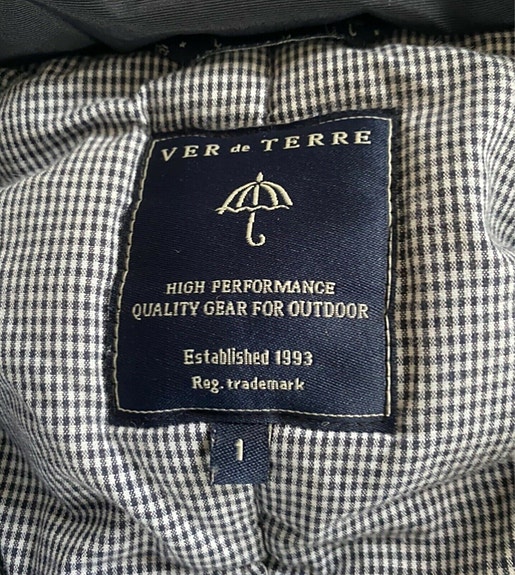 VER de TERRE
HIGH PERFORMANCE
QUALITY GEAR FOR OUTDOOR
Established 1993
Reg. trademark
1